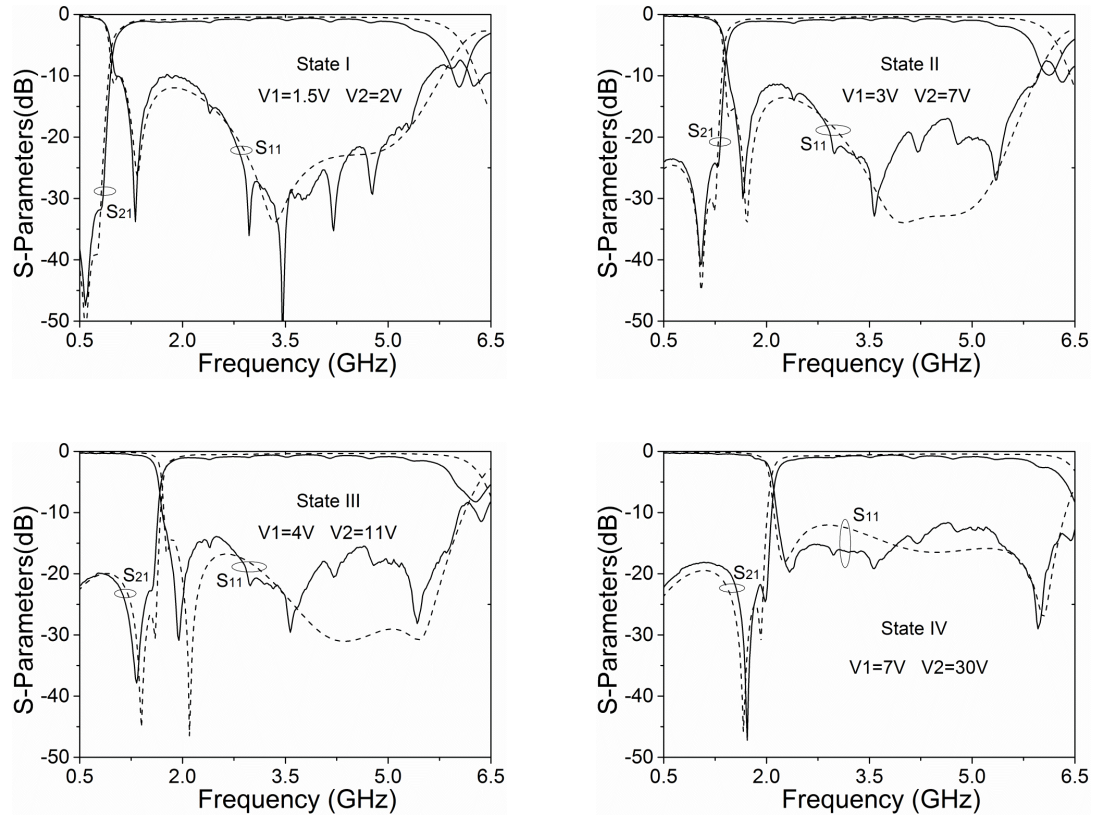 0
-10
-20
-30
-40
-50
S-Parameters(dB)
State I
V1=1.5V V2=2V
S11
S21
0.5 2.0 3.5 5.0 6.5
Frequency (GHz)
0
-10
-20
-30
-40
-50
S-Parameters(dB)
State II
V1=3V V2=7V
S21
S11
0.5 2.0 3.5 5.0 6.5
Frequency (GHz)
0
-10
-20
-30
-40
-50
S-Parameters(dB)
State III
V1=4V V2=11V
S21
S11
0.5 2.0 3.5 5.0 6.5
Frequency (GHz)
0
-10
-20
-30
-40
-50
S-Parameters(dB)
S11
S21
State IV
V1=7V V2=30V
0.5 2.0 3.5 5.0 6.5
Frequency (GHz)